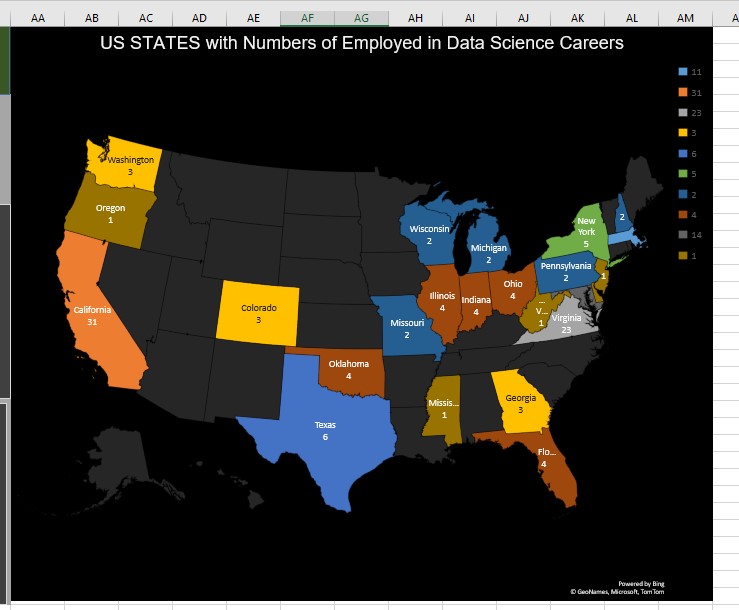 AA AB AC AD AE AF AG AH AI AJ AK AL AM A
US STATES with Numbers of Employed in Data Science Careers
11
31
23
3
6
5
2
4
14
1
Washington
3
Oregon
1
California
31
Colorado
3
Texas
6
Oklahoma
4
Missouri
2
Wisconsin
2
Michigan
2
Illinois
4
Indiana
4
Ohio
4
Missis...
1
Georgia
3
Flo...
4
...
V...
1
Virginia
23
Pennsylvania
2
New
York
5
2
1
Powered by Bing
© GeoNames, Microsoft, TomTom